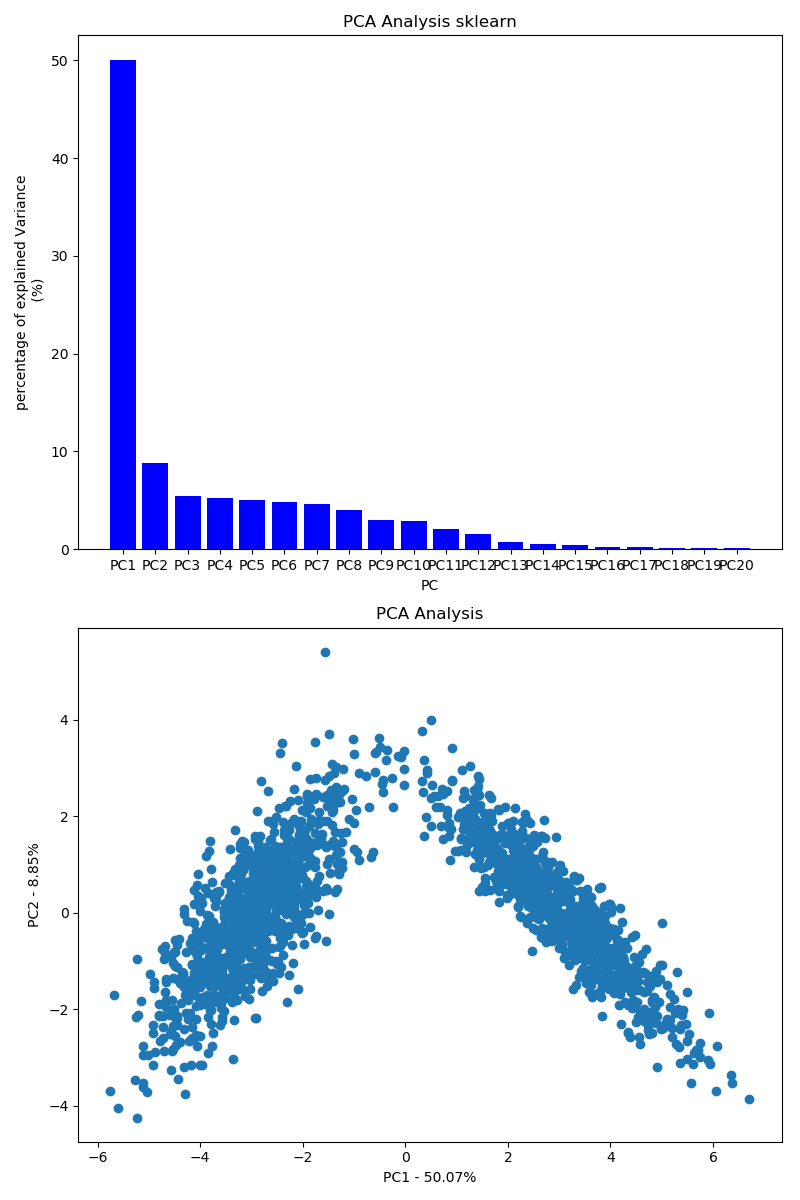 PCA Analysis sklearn
percentage of explained Variance
(%)
50
40
30
20
10
0
PC1 PC2 PC3 PC4 PC5 PC6 PC7 PC8 PC9 PC10 PC11 PC12 PC13 PC14 PC15 PC16 PC17 PC18 PC19 PC20
PC
PCA Analysis
PC2 - 8.85%
4
2
0
−2
−4
−6 −4 −2 0 2 4 6
PC1 - 50.07%